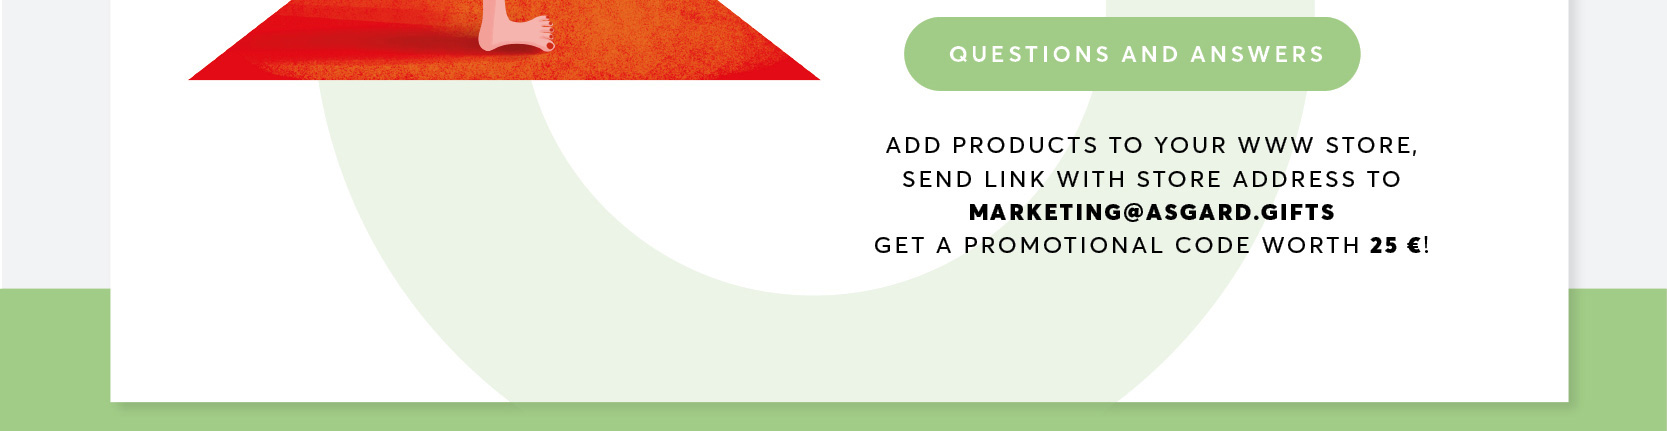 QUESTIONS AND ANSWERS
ADD PRODUCTS TO YOUR WWW STORE,
SEND LINK WITH STORE ADDRESS TO
MARKETING@ASGARD.GIFTS
GET A PROMOTIONAL CODE WORTH 25 €!